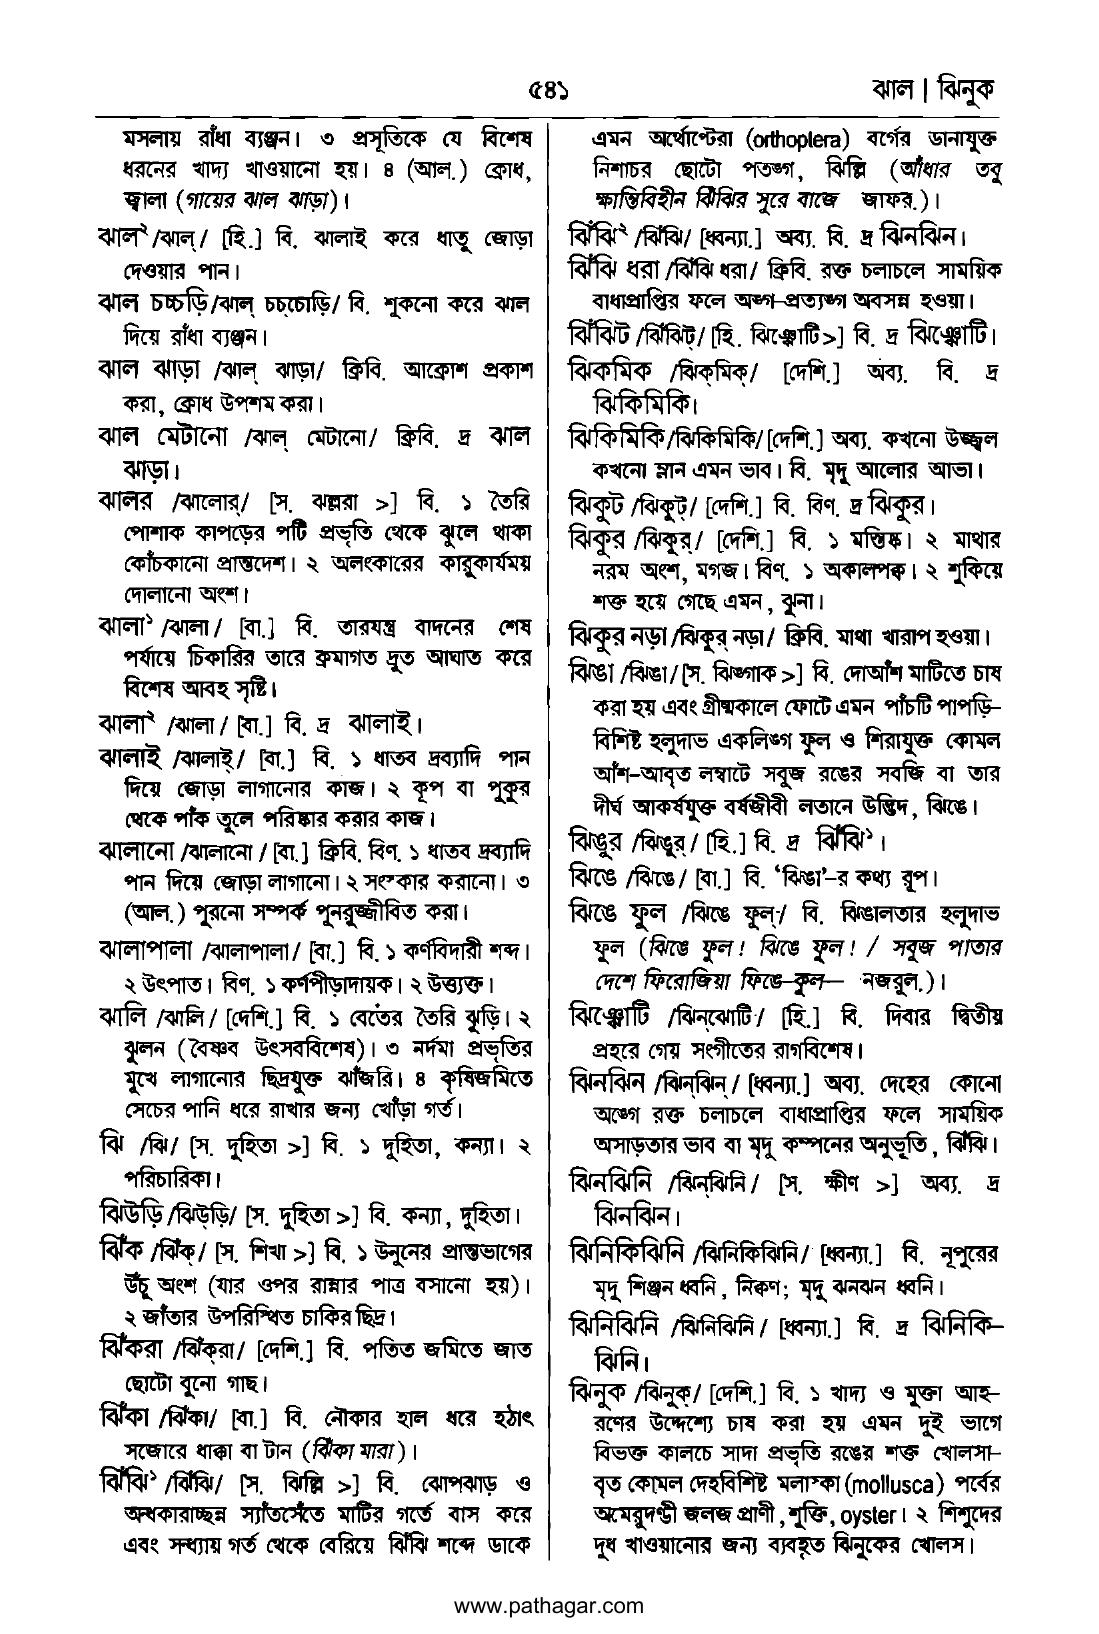 ৫৪১
ঝাল | ঝিনুক
মসলায় রাঁধা ব্যঞ্জন। ৩ প্রসূতিকে যে বিশেষ
ধরনের খাদ্য খাওয়ানো হয়। ৪ (আল.) ক্রোধ,
জ্বালা (গায়ের ঝাল ঝাড়া)।
ঝাল২ /ঝাল্/ [হি.] বি. ঝালাই করে ধাতু জোড়া
দেওয়ার পান।
ঝাল চচ্চড়ি/ঝাল্ চচ্চোড়ি/ বি. শুকনো করে ঝাল
দিয়ে রাঁধা ব্যঞ্জন।
ঝাল ঝাড়া /ঝাল্ ঝাড়া/ ক্রিবি. আক্রোশ প্রকাশ
করা, ক্রোধ উপশম করা।
ঝাল মেটানো /ঝাল্ মেটানো/ ক্রিবি. দ্র ঝাল
ঝাড়া।
ঝালর /ঝালোর্/ [স. ঝল্লরা >] বি. ১ তৈরি
পোশাক কাপড়ের পটি প্রভৃতি থেকে ঝুলে থাকা
কোঁচকানো প্রান্তদেশ। ২ অলংকারের কারুকার্যময়
দোলানো অংশ।
ঝালা১ /ঝালা/ [বা.] বি. তারযন্ত্র বাদনের শেষ
পর্যায়ে চিকারির তারে ক্রমাগত দ্রুত আঘাত করে
বিশেষ আবহ সৃষ্টি।
ঝালা২ /ঝালা/ [বা.] বি. দ্র ঝালাই।
ঝালাই /ঝালাই্/ [বা.] বি. ১ ধাতব দ্রব্যাদি পান
দিয়ে জোড়া লাগানোর কাজ। ২ কূপ বা পুকুর
থেকে পাঁক তুলে পরিষ্কার করার কাজ।
ঝালানো /ঝালানো/ [বা.] ক্রিবি. বিণ. ১ ধাতব দ্রব্যাদি
পান দিয়ে জোড়া লাগানো। ২ সংস্কার করানো। ৩
(আল.) পুরনো সম্পর্ক পুনরুজ্জীবিত করা।
ঝালাপালা /ঝালাপালা/ [বা.] বি. ১ কর্ণবিদারী শব্দ।
২ উৎপাত। বিণ. ১ কর্ণপীড়াদায়ক। ২ উত্ত্যক্ত।
ঝালি /ঝালি/ [দেশি.] বি. ১ বেতের তৈরি ঝুড়ি। ২
ঝুলন (বৈষ্ণব উৎসববিশেষ)। ৩ নর্দমা প্রভৃতির
মুখে লাগানোর ছিদ্রযুক্ত ঝাঁজরি। ৪ কৃষিজমিতে
সেচের পানি ধরে রাখার জন্য খোঁড়া গর্ত।
ঝি /ঝি/ [স. দুহিতা >] বি. ১ দুহিতা, কন্যা। ২
পরিচারিকা।
ঝিউড়ি /ঝিউ্ড়ি/ [স. দুহিতা >] বি. কন্যা, দুহিতা।
ঝিঁক /ঝিঁক্/ [স. শিখা >] বি. ১ উনুনের প্রান্তভাগের
উঁচু অংশ (যার ওপর রান্নার পাত্র বসানো হয়)।
২ জাঁতার উপরিস্থিত চাকির ছিদ্র।
ঝিঁকরা /ঝিঁক্‌রা/ [দেশি.] বি. পতিত জমিতে জাত
ছোটো বুনো গাছ।
ঝিঁকা /ঝিঁকা/ [বা.] বি. নৌকার হাল ধরে হঠাৎ
সজোরে ধাক্কা বা টান (ঝিঁকা মারা)।
ঝিঁঝি১ /ঝিঁঝি/ [স. ঝিল্লি >] বি. ঝোপঝাড় ও
অন্ধকারাচ্ছন্ন স্যাঁতসেঁতে মাটির গর্তে বাস করে
এবং সন্ধ্যায় গর্ত থেকে বেরিয়ে ঝিঁঝি শব্দে ডাকে
এমন অর্থোপ্টেরা (orthoptera) বর্গের ডানাযুক্ত
নিশাচর ছোটো পতঙ্গ, ঝিল্লি (আঁধার তবু
ক্ষান্তিবিহীন ঝিঁঝির সুরে বাজে জাফর.)।
ঝিঁঝি২ /ঝিঁঝি/ [ধ্বন্যা.] অব্য. বি. দ্র ঝিনঝিন।
ঝিঁঝি ধরা /ঝিঁঝি ধরা/ ক্রিবি. রক্ত চলাচলে সাময়িক
বাধাপ্রাপ্তির ফলে অঙ্গ-প্রত্যঙ্গ অবসন্ন হওয়া।
ঝিঁঝিট /ঝিঁঝিট্/ [হি. ঝিঞ্ঝোটি>] বি. দ্র ঝিঞ্ঝোটি।
ঝিকমিক /ঝিক্‌মিক্/ [দেশি.] অব্য. বি. দ্র
ঝিকিমিকি।
ঝিকিমিকি /ঝিকিমিকি/ [দেশি.] অব্য. কখনো উজ্জ্বল
কখনো ম্লান এমন ভাব। বি. মৃদু আলোর আভা।
ঝিকুট /ঝিকুট্/ [দেশি.] বি. বিণ. দ্র ঝিকুর।
ঝিকুর /ঝিকুর্/ [দেশি.] বি. ১ মস্তিষ্ক। ২ মাথার
নরম অংশ, মগজ। বিণ. ১ অকালপক্ব। ২ শুকিয়ে
শক্ত হয়ে গেছে এমন, ঝুনা।
ঝিকুর নড়া /ঝিকুর্ নড়া/ ক্রিবি. মাথা খারাপ হওয়া।
ঝিঙা /ঝিঙা/ [স. ঝিঙ্গাক >] বি. দোআঁশ মাটিতে চাষ
করা হয় এবং গ্রীষ্মকালে ফোটে এমন পাঁচটি পাপড়ি-
বিশিষ্ট হলুদাভ একলিঙ্গ ফুল ও শিরাযুক্ত কোমল
আঁশ-আবৃত লম্বাটে সবুজ রঙের সবজি বা তার
দীর্ঘ আকর্ষযুক্ত বর্ষজীবী লতানে উদ্ভিদ, ঝিঙে।
ঝিঙুর /ঝিঙুর্/ [হি.] বি. দ্র ঝিঁঝি১।
ঝিঙে /ঝিঙে/ [বা.] বি. ‘ঝিঙা’-র কথ্য রূপ।
ঝিঙে ফুল /ঝিঙে ফুল্/ বি. ঝিঙালতার হলুদাভ
ফুল (ঝিঙে ফুল! ঝিঙে ফুল! / সবুজ পাতার
দেশে ফিরোজিয়া ফিঙে-কুল— নজরুল.)।
ঝিঞ্ঝোটি /ঝিন্‌ঝোটি/ [হি.] বি. দিবার দ্বিতীয়
প্রহরে গেয় সংগীতের রাগবিশেষ।
ঝিনঝিন /ঝিন্‌ঝিন্/ [ধ্বন্যা.] অব্য. দেহের কোনো
অঙ্গে রক্ত চলাচলে বাধাপ্রাপ্তির ফলে সাময়িক
অসাড়তার ভাব বা মৃদু কম্পনের অনুভূতি, ঝিঁঝি।
ঝিনঝিনি /ঝিন্‌ঝিনি/ [স. ক্ষীণ >] অব্য. দ্র
ঝিনঝিন।
ঝিনিকিঝিনি /ঝিনিকিঝিনি/ [ধ্বন্যা.] বি. নূপুরের
মৃদু শিঞ্জন ধ্বনি, নিক্বণ; মৃদু ঝনঝন ধ্বনি।
ঝিনিঝিনি /ঝিনিঝিনি/ [ধ্বন্যা.] বি. দ্র ঝিনিকি-
ঝিনি।
ঝিনুক /ঝিনুক্/ [দেশি.] বি. ১ খাদ্য ও মুক্তা আহ-
রণের উদ্দেশ্যে চাষ করা হয় এমন দুই ভাগে
বিভক্ত কালচে সাদা প্রভৃতি রঙের শক্ত খোলসা-
বৃত কোমল দেহবিশিষ্ট মলাস্কা (mollusca) পর্বের
অমেরুদণ্ডী জলজ প্রাণী, শুক্তি, oyster। ২ শিশুদের
দুধ খাওয়ানোর জন্য ব্যবহৃত ঝিনুকের খোলস।
www.pathagar.com